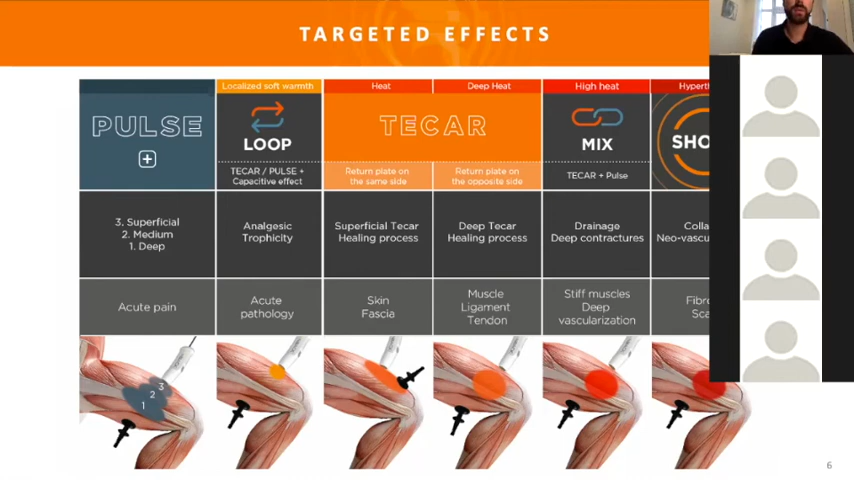 TARGETED EFFECTS
Localized soft warmth
Heat
Deep Heat
High heat
PULSE
LOOP
TECAR
MIX
TECAR / PULSE +
Capacitive effect
Return plate on
the same side
Return plate on
the opposite side
TECAR + Pulse
3. Superficial
2. Medium
1. Deep
Analgesic
Trophicity
Superficial Tecar
Healing process
Deep Tecar
Healing process
Drainage
Deep contractures
Acute pain
Acute
pathology
Skin
Fascia
Muscle
Ligament
Tendon
Stiff muscles
Deep
vascularization
3
2
1
6